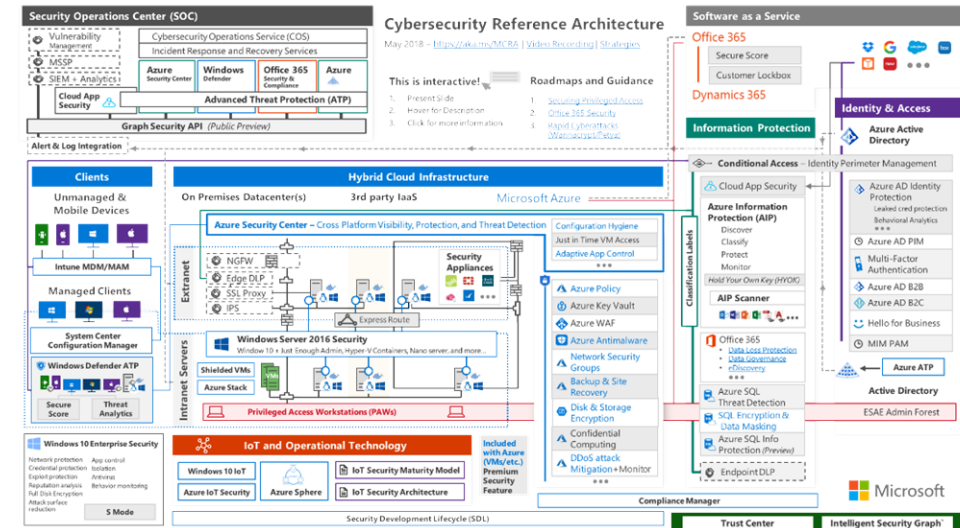 Security Operations Center (SOC)
Vulnerability
Management
MSSP
SIEM + Analytics
Cybersecurity Operations Service (COS)
Incident Response and Recovery Services
Azure
Security Center
Windows
Defender
Office 365
Security &
Compliance
Azure
Cloud App
Security
Advanced Threat Protection (ATP)
Graph Security API (Public Preview)
Alert & Log Integration
Cybersecurity Reference Architecture
May 2018 – https://aka.ms/MCRA | Video Recording | Strategies
This is interactive!
1. Present Slide
2. Hover for Description
3. Click for more information
Roadmaps and Guidance
1. Securing Privileged Access
2. Office 365 Security
3. Rapid Cyberattacks
(Wannacrypt/Petya)
Software as a Service
Office 365
Secure Score
Customer Lockbox
Dynamics 365
Information Protection
Identity & Access
Azure Active
Directory
Conditional Access – Identity Perimeter Management
Clients
Unmanaged &
Mobile Devices
Intune MDM/MAM
Managed Clients
System Center
Configuration Manager
Windows Defender ATP
Secure
Score
Threat
Analytics
Windows 10 Enterprise Security
Network protection
Credential protection
Exploit protection
Reputation analysis
Full Disk Encryption
Attack surface
reduction
App control
Isolation
Antivirus
Behavior monitoring
S Mode
Hybrid Cloud Infrastructure
On Premises Datacenter(s)
3rd party IaaS
Microsoft Azure
Azure Security Center – Cross Platform Visibility, Protection, and Threat Detection
Configuration Hygiene
Just in Time VM Access
Adaptive App Control
Extranet
NGFW
Edge DLP
SSL Proxy
IPS
Security
Appliances
Express Route
Intranet Servers
Windows Server 2016 Security
Window 10 + Just Enough Admin, Hyper-V Containers, Nano server, and more…
Shielded VMs
Azure Stack
VMs
Privileged Access Workstations (PAWs)
Azure Policy
Azure Key Vault
Azure WAF
Azure Antimalware
Network Security
Groups
Backup & Site
Recovery
Disk & Storage
Encryption
Confidential
Computing
DDoS attack
Mitigation+Monitor
IoT and Operational Technology
Windows 10 IoT
Azure IoT Security
Azure Sphere
IoT Security Maturity Model
IoT Security Architecture
Included
with Azure
(VMs/etc.)
Premium
Security
Feature
Security Development Lifecycle (SDL)
Compliance Manager
Classification Labels
Cloud App Security
Azure Information
Protection (AIP)
Discover
Classify
Protect
Monitor
Hold Your Own Key (HYOK)
AIP Scanner
Office 365
Data Loss Protection
Data Governance
eDiscovery
Azure SQL
Threat Detection
SQL Encryption &
Data Masking
Azure SQL Info
Protection (Preview)
Endpoint DLP
Azure AD Identity
Protection
Leaked cred protection
Behavioral Analytics
Azure AD PIM
Multi-Factor
Authentication
Azure AD B2B
Azure AD B2C
Hello for Business
MIM PAM
Azure ATP
Active Directory
ESAE Admin Forest
Microsoft
Trust Center
Intelligent Security Graph